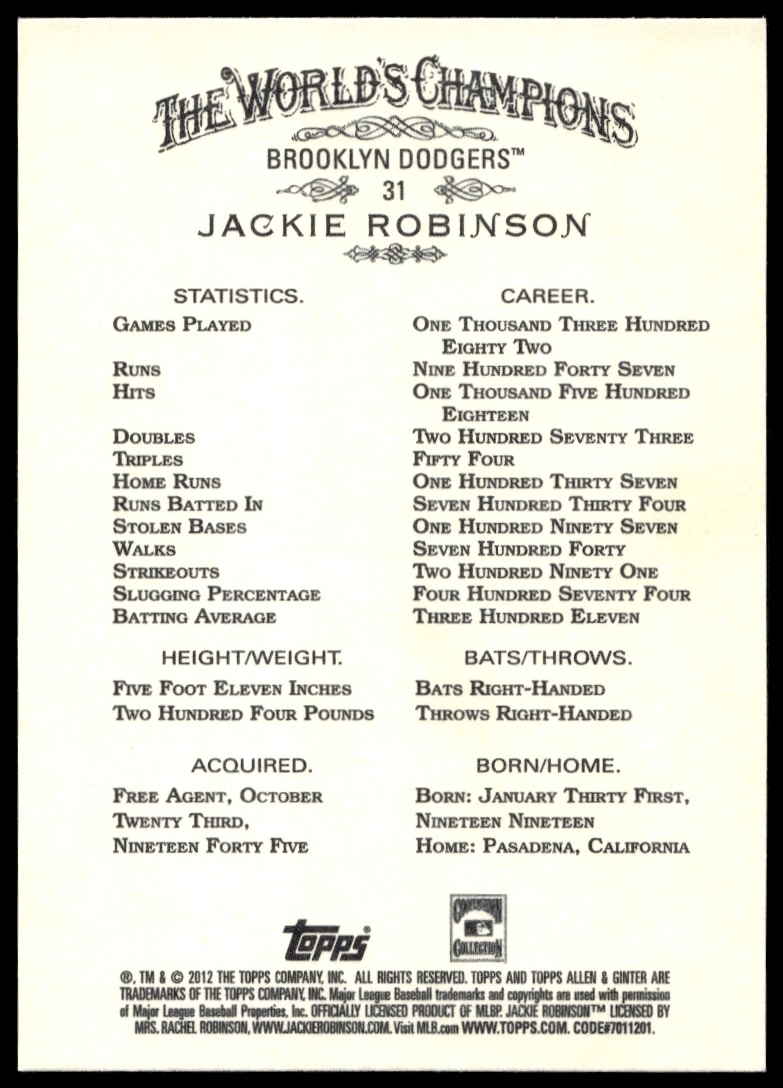 THE WORLD'S CHAMPIONS
BROOKLYN DODGERS™
31
JACKIE ROBINSON
STATISTICS. CAREER.
GAMES PLAYED ONE THOUSAND THREE HUNDRED
EIGHTY TWO
RUNS NINE HUNDRED FORTY SEVEN
HITS ONE THOUSAND FIVE HUNDRED
EIGHTEEN
DOUBLES TWO HUNDRED SEVENTY THREE
TRIPLES FIFTY FOUR
HOME RUNS ONE HUNDRED THIRTY SEVEN
RUNS BATTED IN SEVEN HUNDRED THIRTY FOUR
STOLEN BASES ONE HUNDRED NINETY SEVEN
WALKS SEVEN HUNDRED FORTY
STRIKEOUTS TWO HUNDRED NINETY ONE
SLUGGING PERCENTAGE FOUR HUNDRED SEVENTY FOUR
BATTING AVERAGE THREE HUNDRED ELEVEN
HEIGHT/WEIGHT. BATS/THROWS.
FIVE FOOT ELEVEN INCHES BATS RIGHT-HANDED
TWO HUNDRED FOUR POUNDS THROWS RIGHT-HANDED
ACQUIRED. BORN/HOME.
FREE AGENT, OCTOBER BORN: JANUARY THIRTY FIRST,
TWENTY THIRD, NINETEEN NINETEEN
NINETEEN FORTY FIVE HOME: PASADENA, CALIFORNIA
topps® COOPERSTOWN
COLLECTION
®, TM & © 2012 THE TOPPS COMPANY, INC. ALL RIGHTS RESERVED. TOPPS AND TOPPS ALLEN & GINTER ARE
TRADEMARKS OF THE TOPPS COMPANY, INC. Major League Baseball trademarks and copyrights are used with permission
of Major League Baseball Properties, Inc. OFFICIALLY LICENSED PRODUCT OF MLBP. JACKIE ROBINSON™ LICENSED BY
MRS. RACHEL ROBINSON, WWW.JACKIEROBINSON.COM. Visit MLB.com WWW.TOPPS.COM. CODE#7011201.